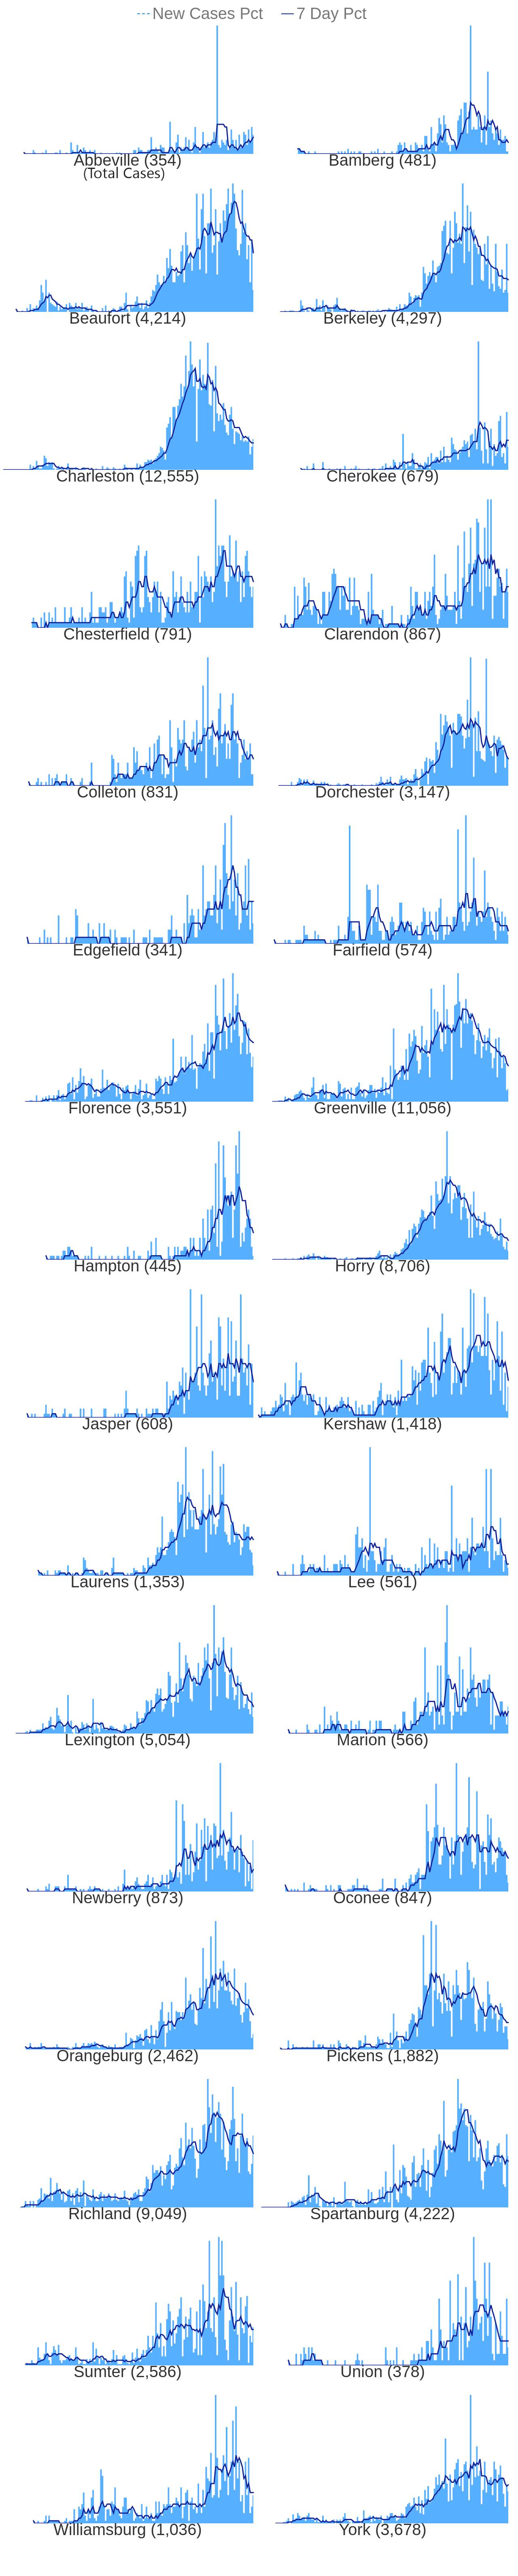 New Cases Pct 7 Day Pct
Abbeville (354) Bamberg (481)
(Total Cases)
Beaufort (4,214) Berkeley (4,297)
Charleston (12,555) Cherokee (679)
Chesterfield (791) Clarendon (867)
Colleton (831) Dorchester (3,147)
Edgefield (341) Fairfield (574)
Florence (3,551) Greenville (11,056)
Hampton (445) Horry (8,706)
Jasper (608) Kershaw (1,418)
Laurens (1,353) Lee (561)
Lexington (5,054) Marion (566)
Newberry (873) Oconee (847)
Orangeburg (2,462) Pickens (1,882)
Richland (9,049) Spartanburg (4,222)
Sumter (2,586) Union (378)
Williamsburg (1,036) York (3,678)